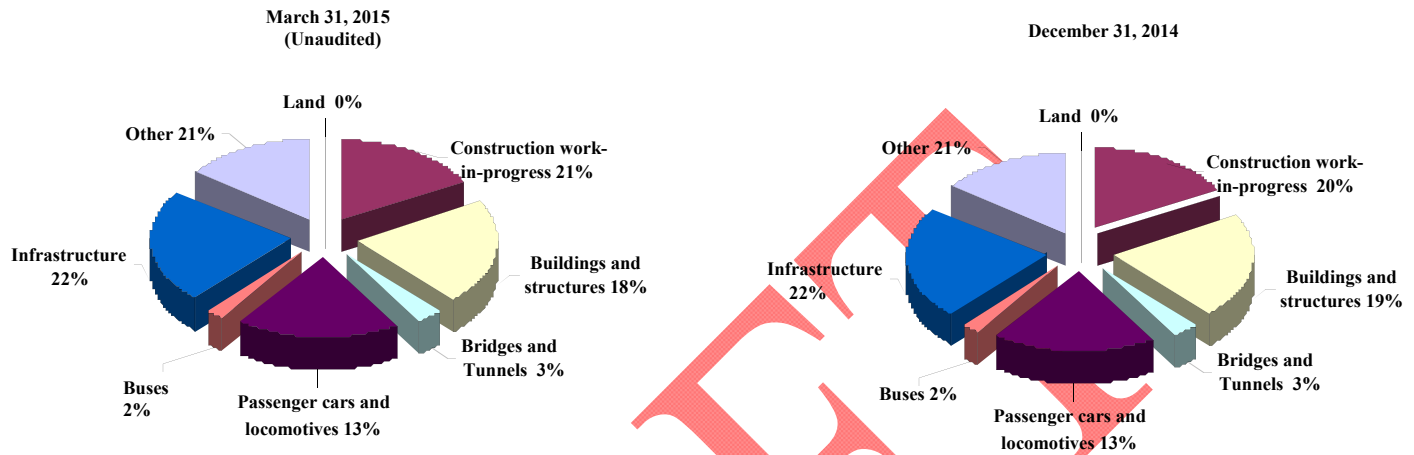 March 31, 2015
(Unaudited)
Land 0%
Other 21%
Construction work-
in-progress 21%
Infrastructure
22%
Buildings and
structures 18%
Bridges and
Tunnels 3%
Buses
2%
Passenger cars and
locomotives 13%
December 31, 2014
Land 0%
Other 21%
Construction work-
in-progress 20%
Infrastructure
22%
Buildings and
structures 19%
Bridges and
Tunnels 3%
Buses 2%
Passenger cars and
locomotives 13%